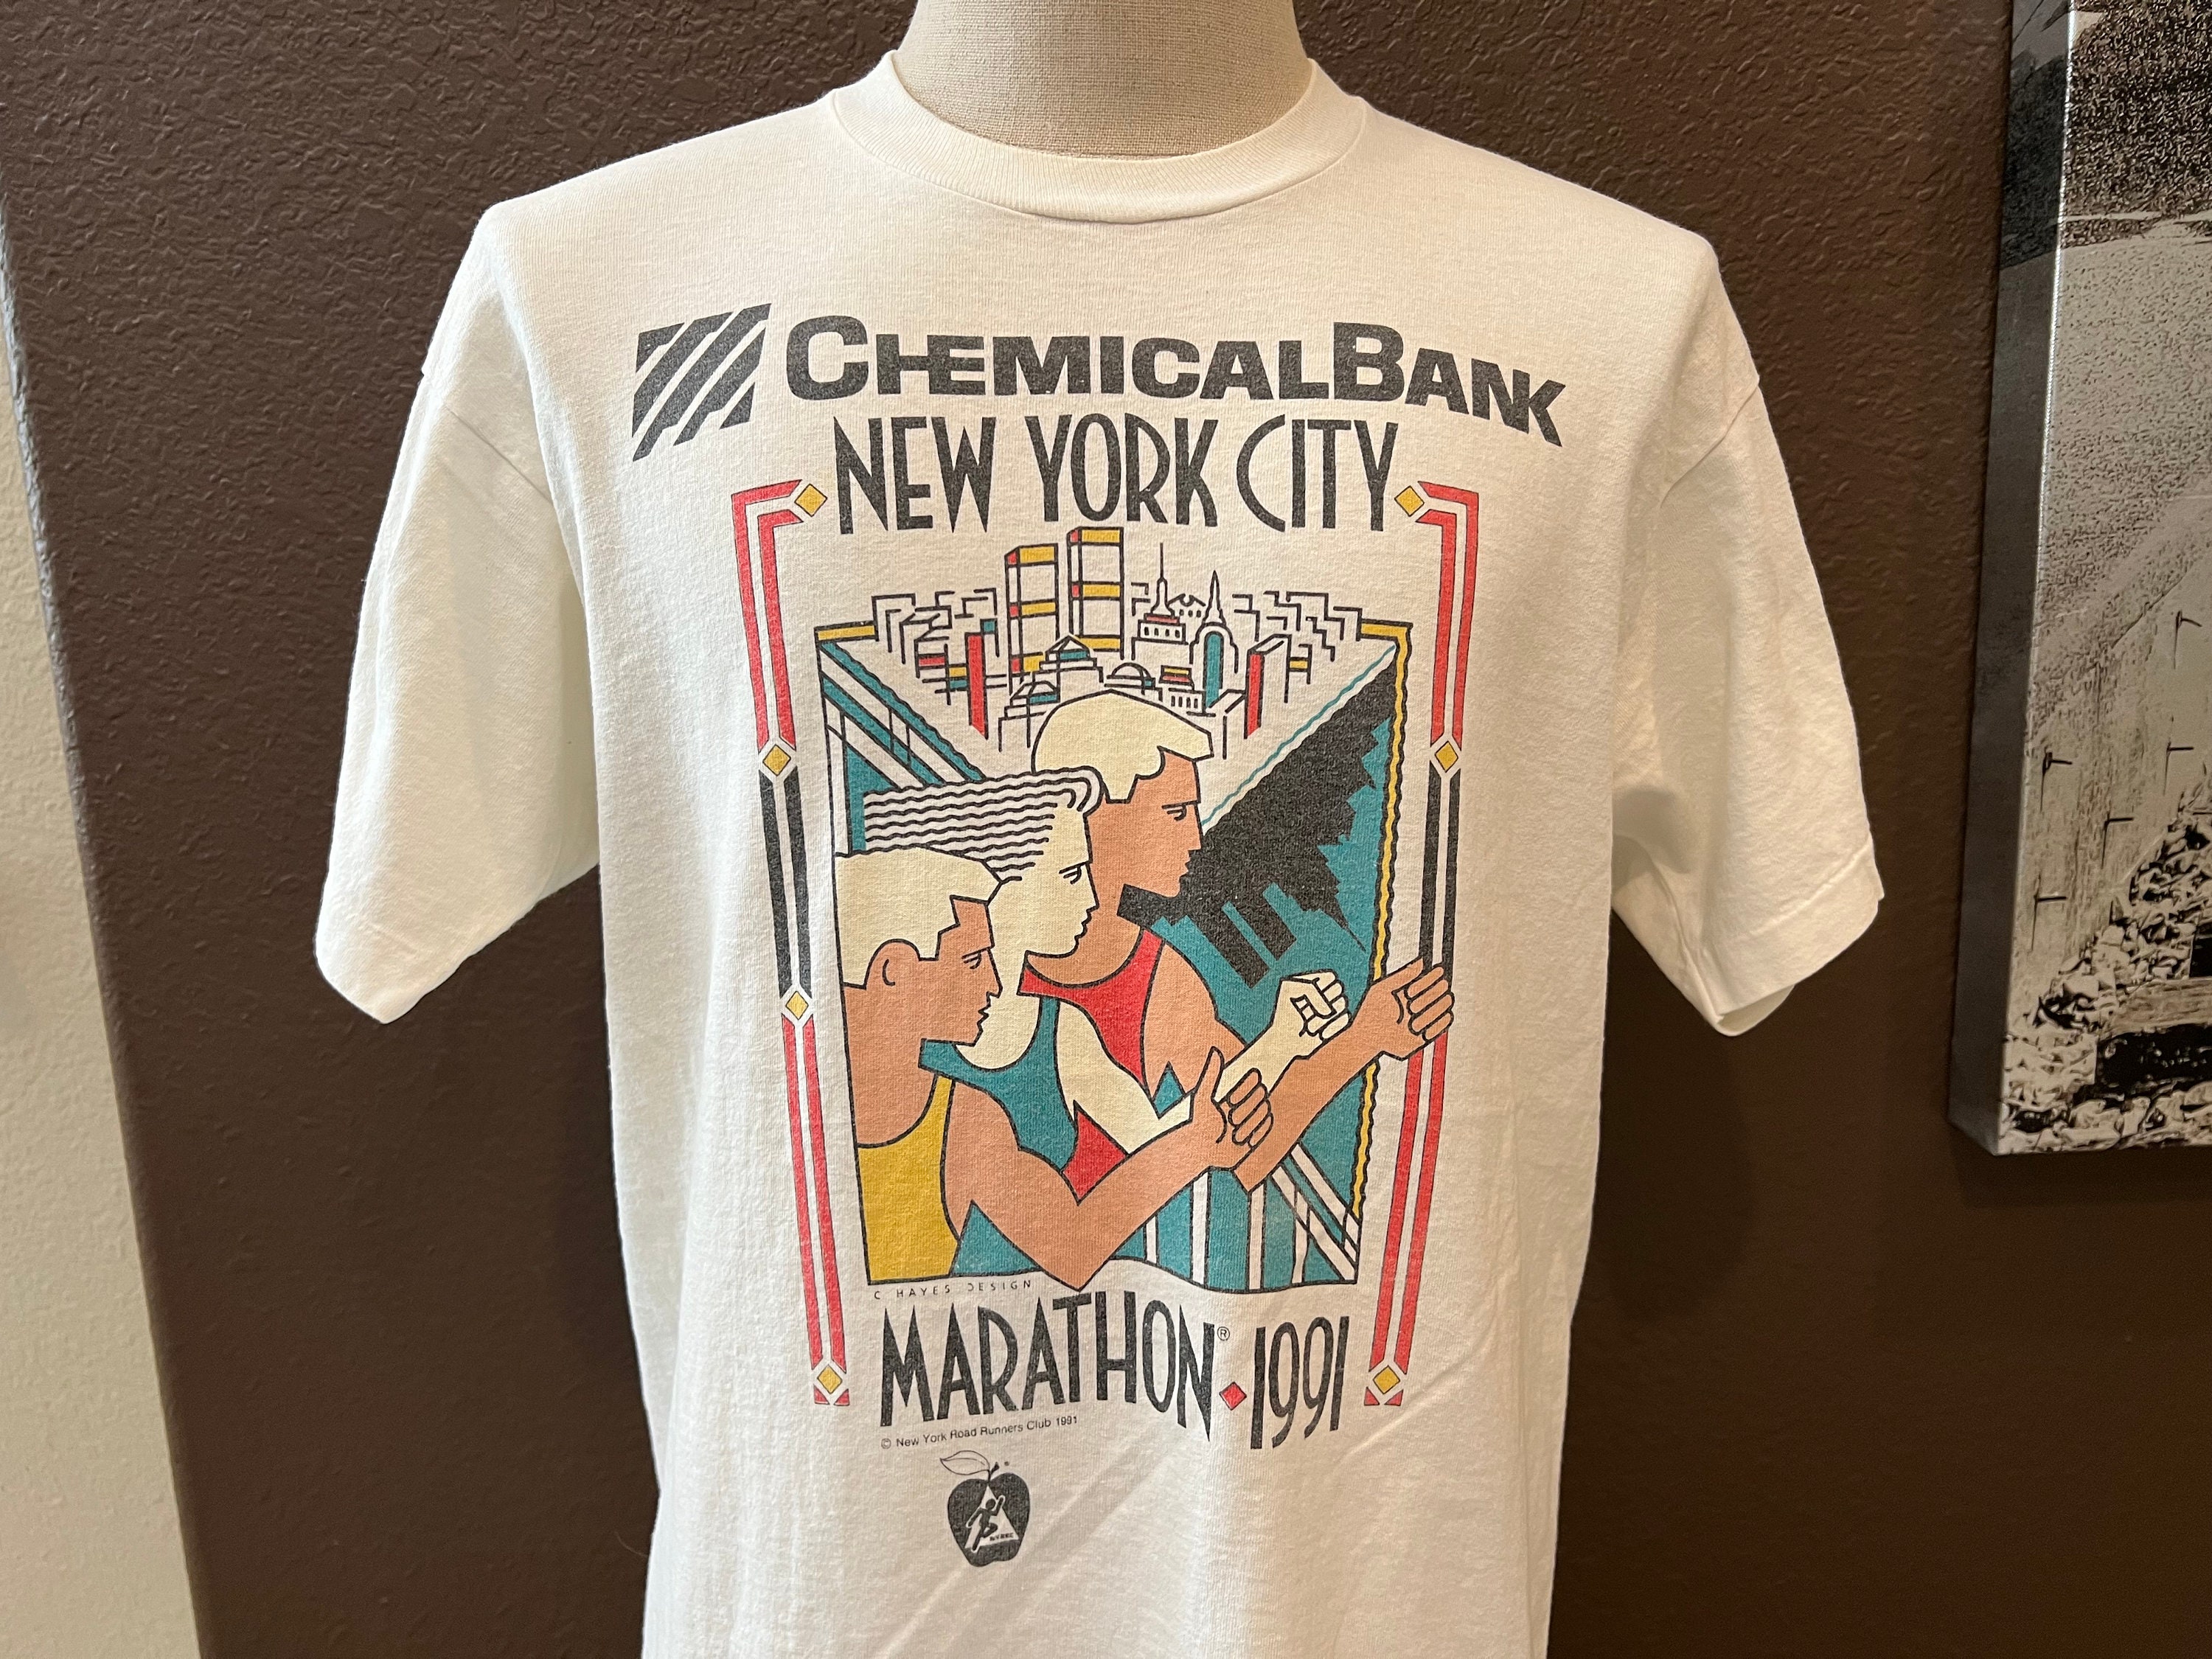 CHEMICALBANK
NEW YORK CITY
C HAYES DESIGN
MARATHON® 1991
© New York Road Runners Club 1991